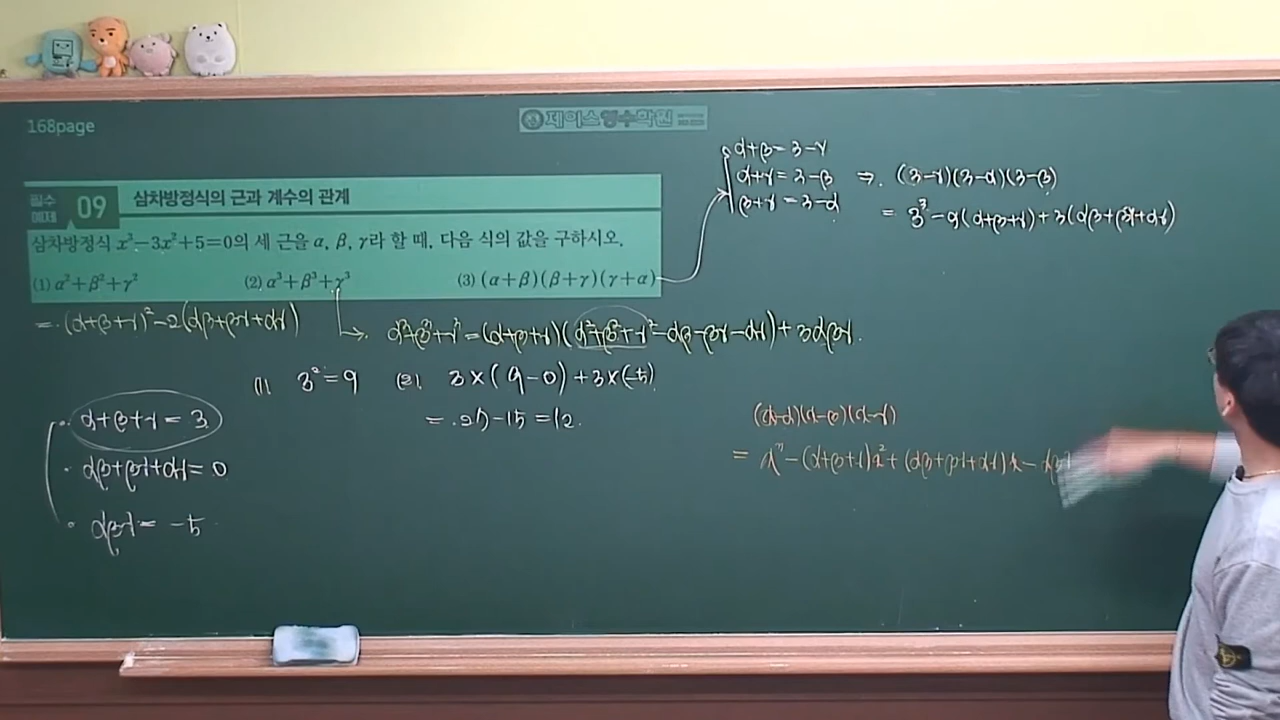 168page
제이스영수학원
필수 예제 09 삼차방정식의 근과 계수의 관계
삼차방정식 x³−3x²+5=0의 세 근을 α, β, γ라 할 때, 다음 식의 값을 구하시오.
(1) α²+β²+γ² (2) α³+β³+γ³ (3) (α+β)(β+γ)(γ+α)
= (α+β+γ)²−2(αβ+βγ+αγ)
α³+β³+γ³=(α+β+γ)(α²+β²+γ²−αβ−βγ−αγ)+3αβγ.
(1). 3²=9 (2). 3×(9−0)+3×(−5)
= 27−15=12.
α+β+γ=3
αβ+βγ+αγ=0
αβγ=−5
α+β=3−γ
α+γ=3−β ⇒. (3−γ)(3−α)(3−β)
β+γ=3−α = 3³−9(α+β+γ)+3(αβ+βγ+αγ)
(x−α)(x−β)(x−γ)
= x³−(α+β+γ)x²+(αβ+βγ+αγ)x−αβγ